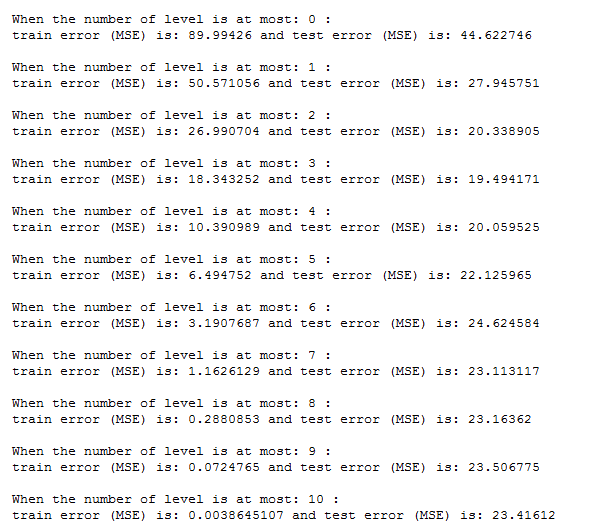 When the number of level is at most: 0 :
train error (MSE) is: 89.99426 and test error (MSE) is: 44.622746
When the number of level is at most: 1 :
train error (MSE) is: 50.571056 and test error (MSE) is: 27.945751
When the number of level is at most: 2 :
train error (MSE) is: 26.990704 and test error (MSE) is: 20.338905
When the number of level is at most: 3 :
train error (MSE) is: 18.343252 and test error (MSE) is: 19.494171
When the number of level is at most: 4 :
train error (MSE) is: 10.390989 and test error (MSE) is: 20.059525
When the number of level is at most: 5 :
train error (MSE) is: 6.494752 and test error (MSE) is: 22.125965
When the number of level is at most: 6 :
train error (MSE) is: 3.1907687 and test error (MSE) is: 24.624584
When the number of level is at most: 7 :
train error (MSE) is: 1.1626129 and test error (MSE) is: 23.113117
When the number of level is at most: 8 :
train error (MSE) is: 0.2880853 and test error (MSE) is: 23.16362
When the number of level is at most: 9 :
train error (MSE) is: 0.0724765 and test error (MSE) is: 23.506775
When the number of level is at most: 10 :
train error (MSE) is: 0.0038645107 and test error (MSE) is: 23.41612